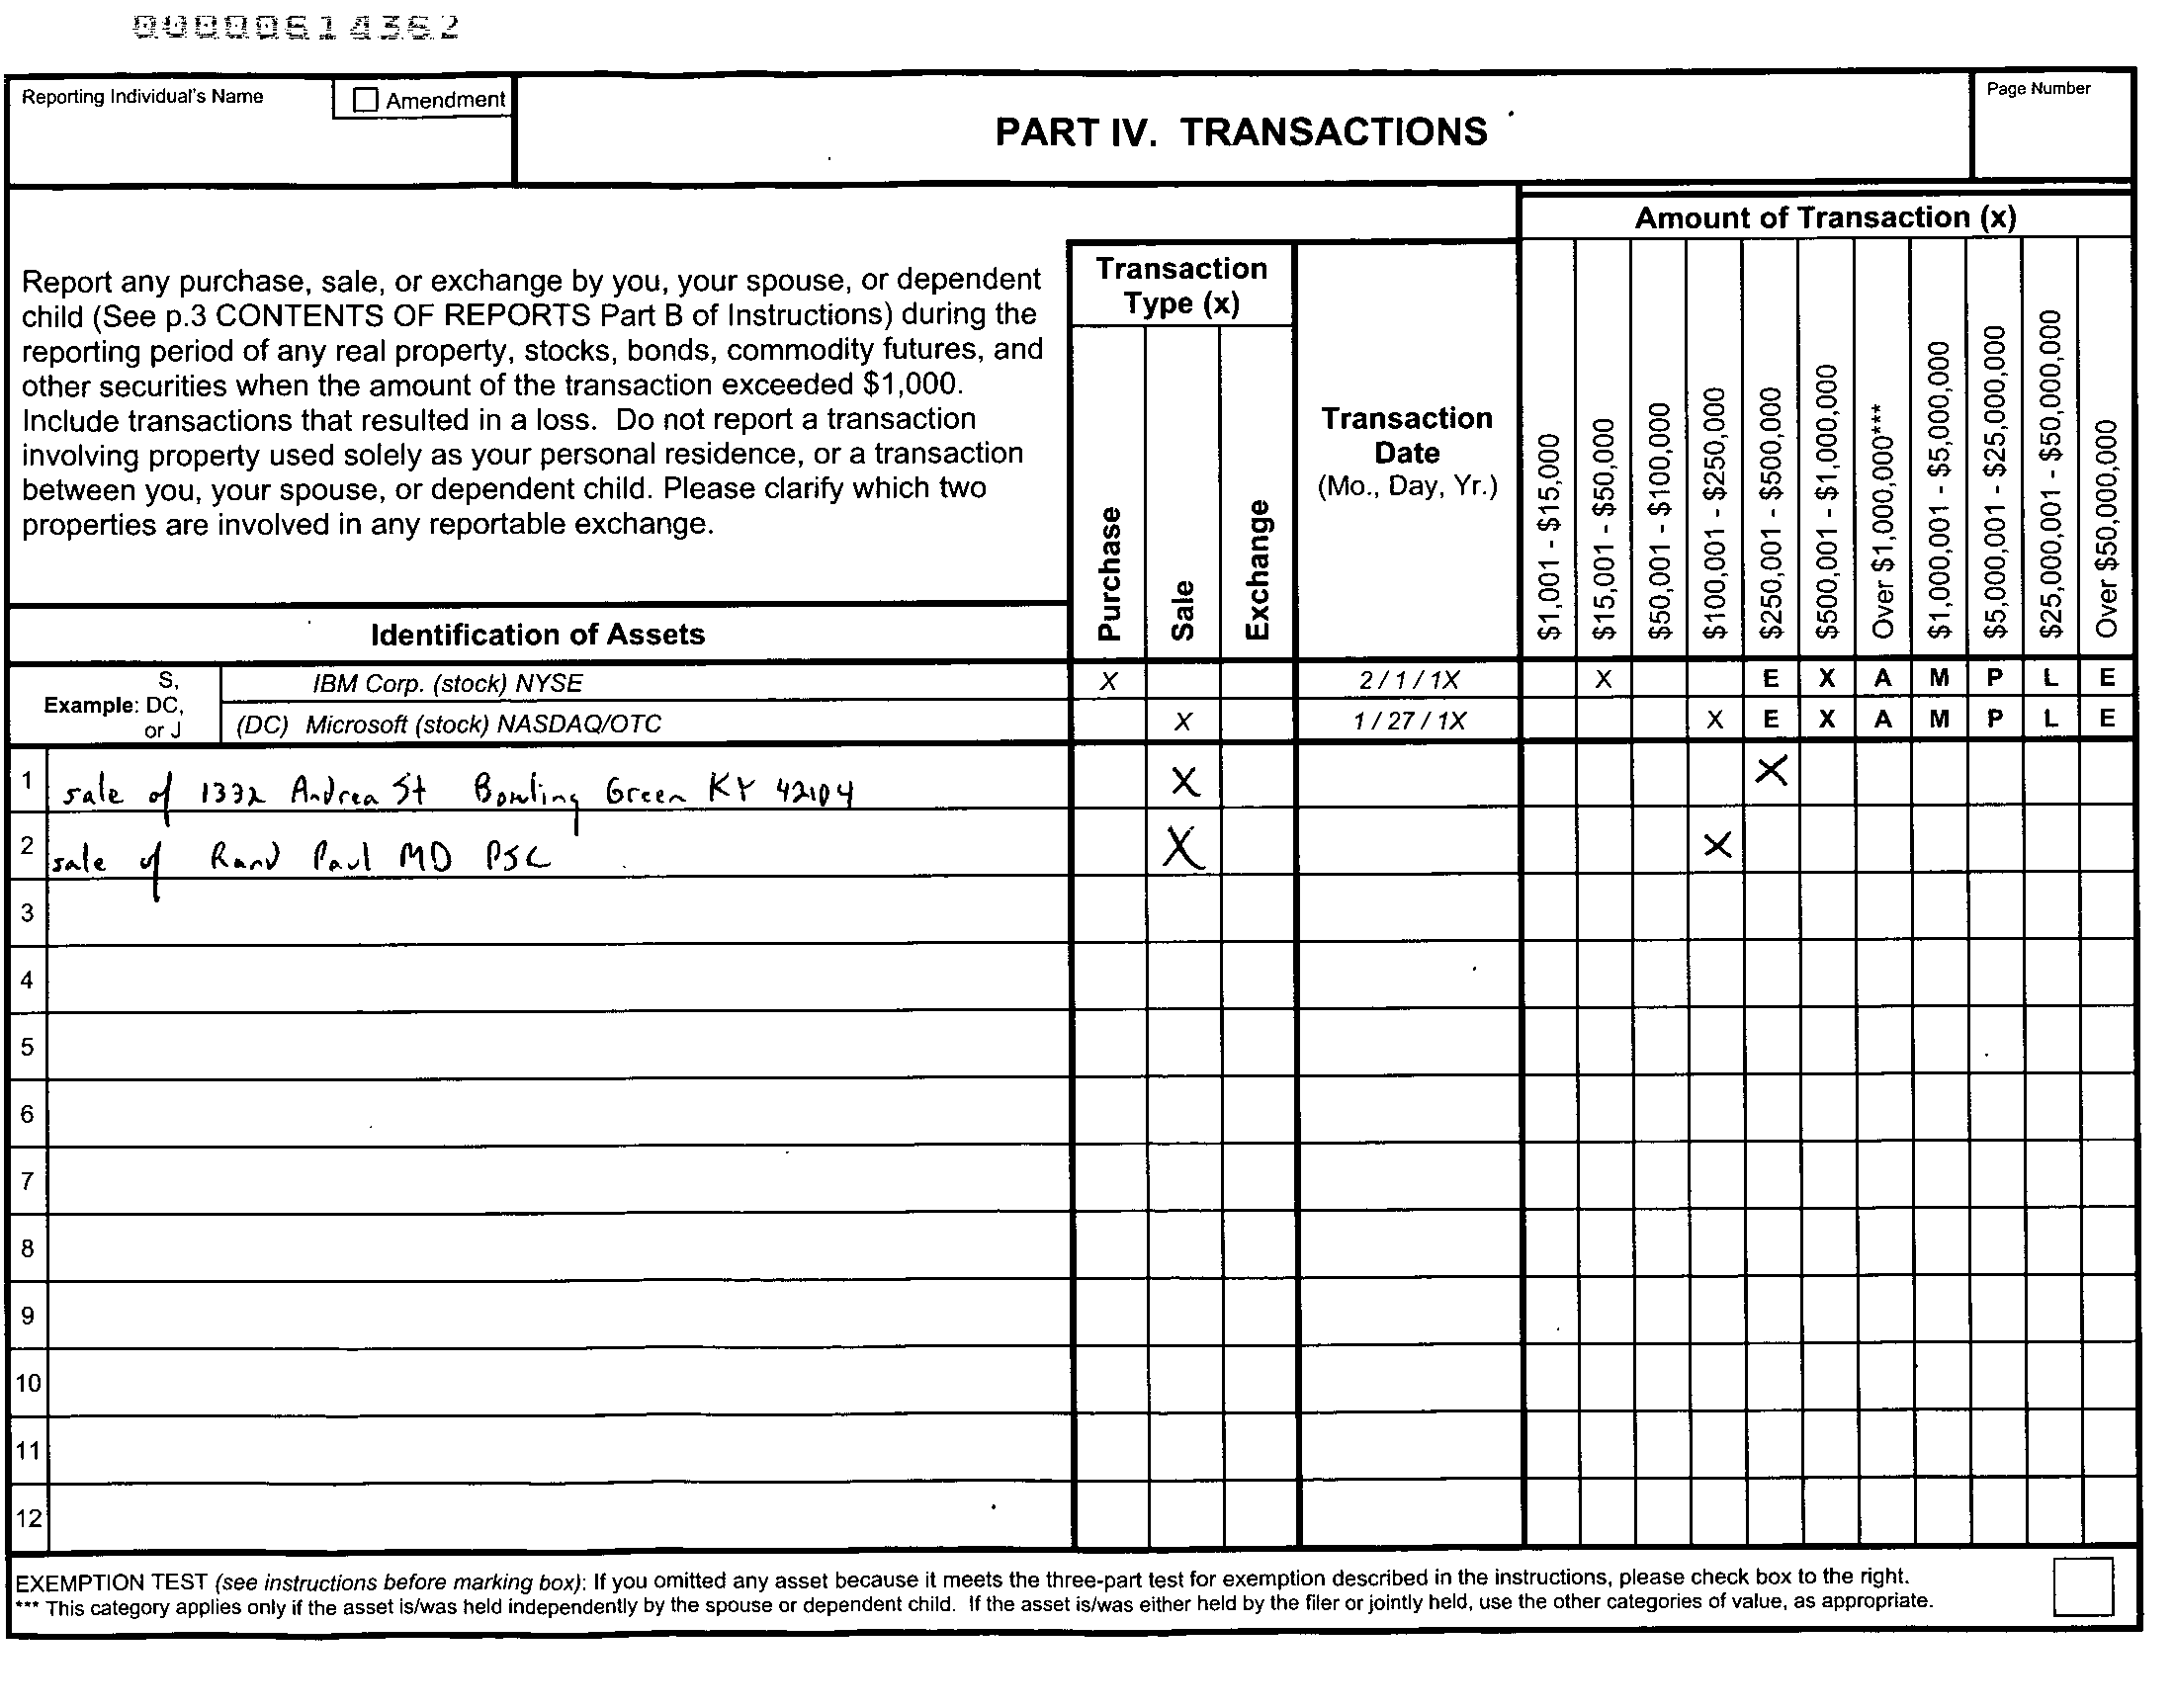 00000614362
Reporting Individual's Name
Amendment
PART IV. TRANSACTIONS
Page Number
Report any purchase, sale, or exchange by you, your spouse, or dependent
child (See p.3 CONTENTS OF REPORTS Part B of Instructions) during the
reporting period of any real property, stocks, bonds, commodity futures, and
other securities when the amount of the transaction exceeded $1,000.
Include transactions that resulted in a loss. Do not report a transaction
involving property used solely as your personal residence, or a transaction
between you, your spouse, or dependent child. Please clarify which two
properties are involved in any reportable exchange.
Identification of Assets
Transaction
Type (x)
Purchase
Sale
Exchange
Transaction
Date
(Mo., Day, Yr.)
Amount of Transaction (x)
$1,001 - $15,000
$15,001 - $50,000
$50,001 - $100,000
$100,001 - $250,000
$250,001 - $500,000
$500,001 - $1,000,000
Over $1,000,000***
$1,000,001 - $5,000,000
$5,000,001 - $25,000,000
$25,000,001 - $50,000,000
Over $50,000,000
Example: S, DC, or J
IBM Corp. (stock) NYSE X 2 / 1 / 1X X E X A M P L E
(DC) Microsoft (stock) NASDAQ/OTC X 1 / 27 / 1X X E X A M P L E
1 sale of 1332 Andrea St Bowling Green KY 42104 X X
2 sale of Rand Paul MD PSC X X
3
4
5
6
7
8
9
10
11
12
EXEMPTION TEST (see instructions before marking box): If you omitted any asset because it meets the three-part test for exemption described in the instructions, please check box to the right.
*** This category applies only if the asset is/was held independently by the spouse or dependent child. If the asset is/was either held by the filer or jointly held, use the other categories of value, as appropriate.